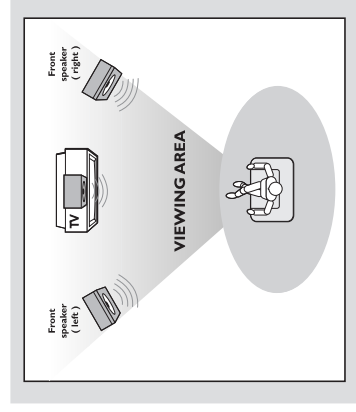 Front
speaker
( left )
TV
Front
speaker
( right )
VIEWING AREA